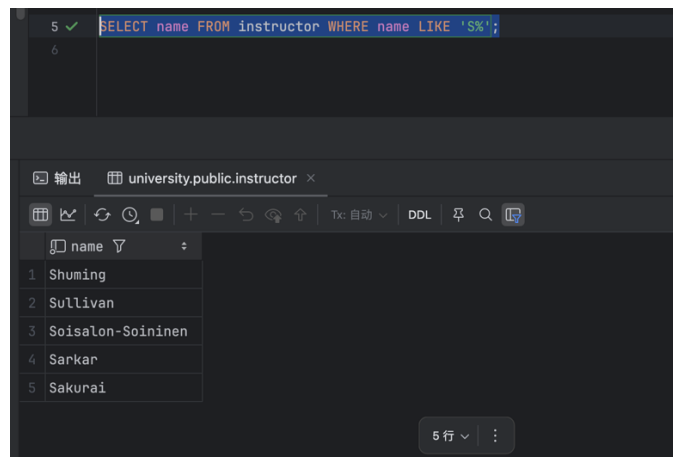 5 SELECT name FROM instructor WHERE name LIKE 'S%';
6
输出 university.public.instructor ×
Tx: 自动 DDL
name
1 Shuming
2 Sullivan
3 Soisalon-Soininen
4 Sarkar
5 Sakurai
5 行